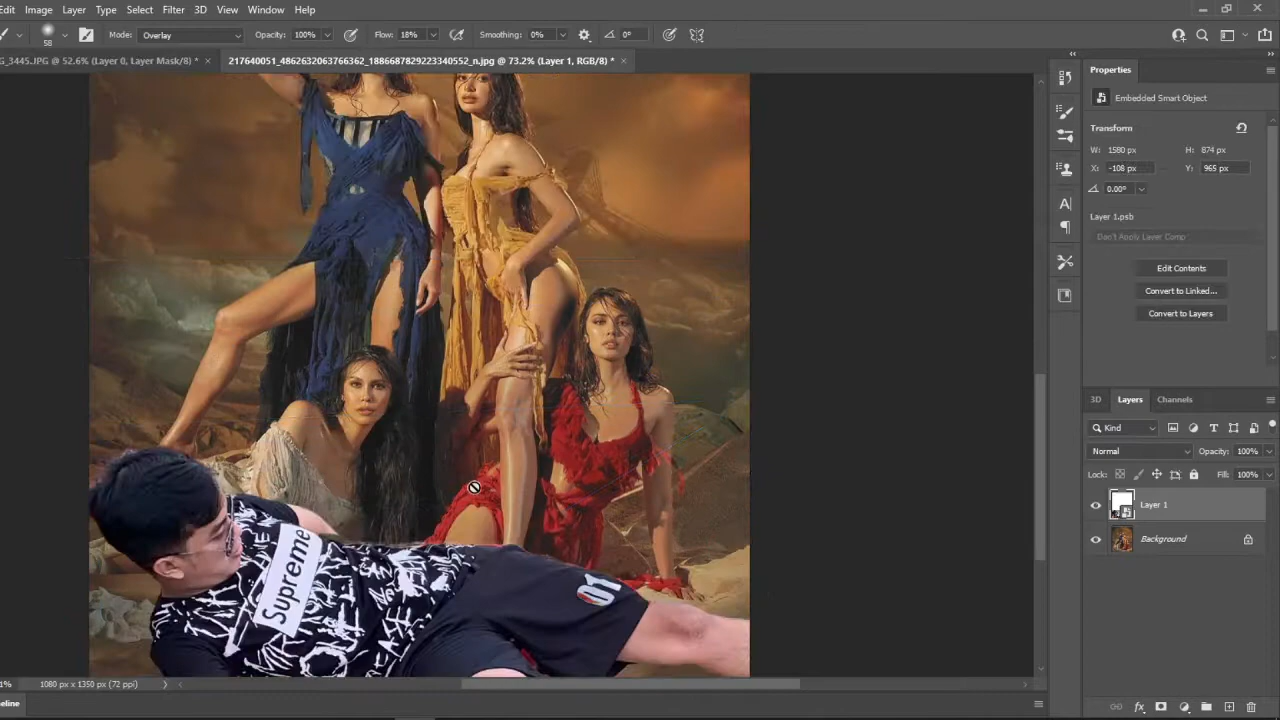 Edit Image Layer Type Select Filter 3D View Window Help
58 Mode: Overlay Opacity: 100% Flow: 18% Smoothing: 0% 0°
G_3445.JPG @ 52.6% (Layer 0, Layer Mask/8) * × 217640051_4862632063766362_1886687829223340552_n.jpg @ 73.2% (Layer 1, RGB/8) * ×
Properties
Embedded Smart Object
Transform
W: 1580 px H: 874 px
X: -108 px Y: 965 px
0.00°
Layer 1.psb
Don't Apply Layer Comp
Edit Contents
Convert to Linked...
Convert to Layers
3D Layers Channels
Kind
Normal Opacity: 100%
Lock: Fill: 100%
Layer 1
Background
Supreme
01
1% 1080 px x 1350 px (72 ppi)
meline